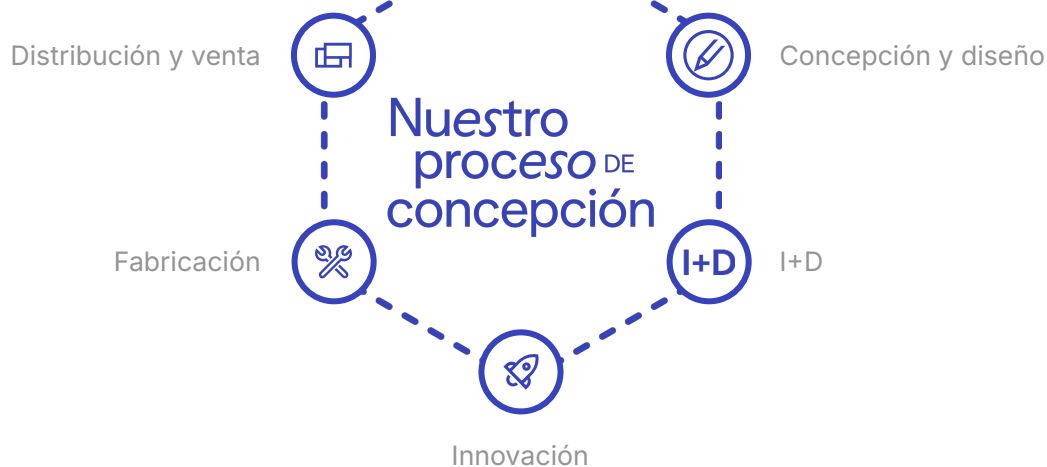 Distribución y venta
Concepción y diseño
Nuestro
proceso DE
concepción
Fabricación
I+D
I+D
Innovación